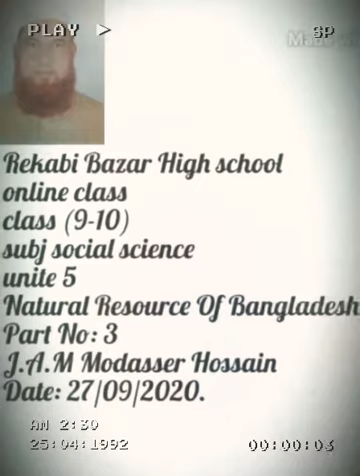 PLAY
SP
Made
Rekabi Bazar High school
online class
class (9-10)
subj social science
unite 5
Natural Resource Of Bangladesh
Part No: 3
J.A.M Modasser Hossain
Date: 27/09/2020.
AM 2:30
25:04:1992
00:00:03